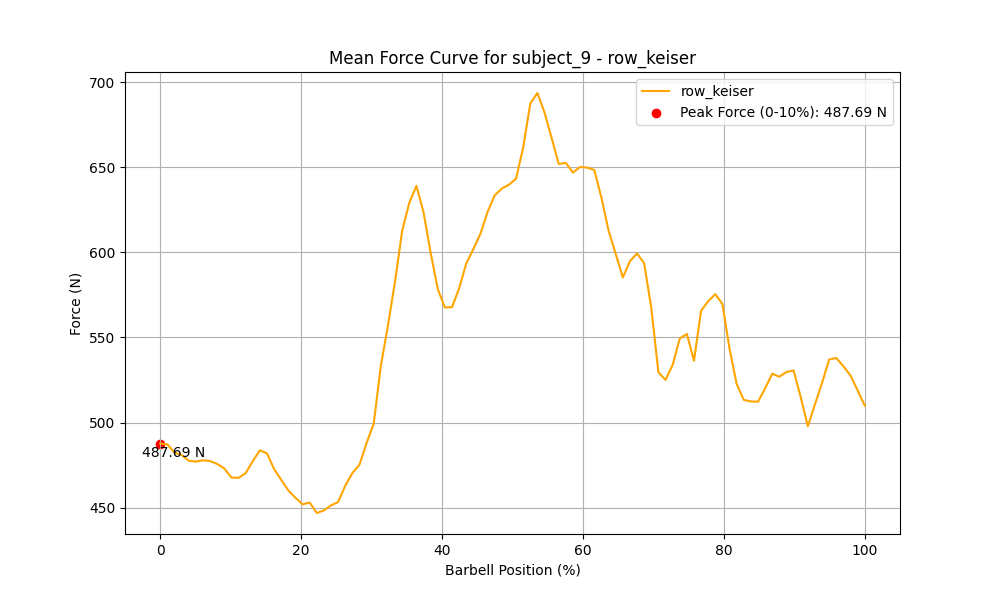 Mean Force Curve for subject_9 - row_keiser
row_keiser
Peak Force (0-10%): 487.69 N
700
650
600
550
500
450
Force (N)
487.69 N
0 20 40 60 80 100
Barbell Position (%)